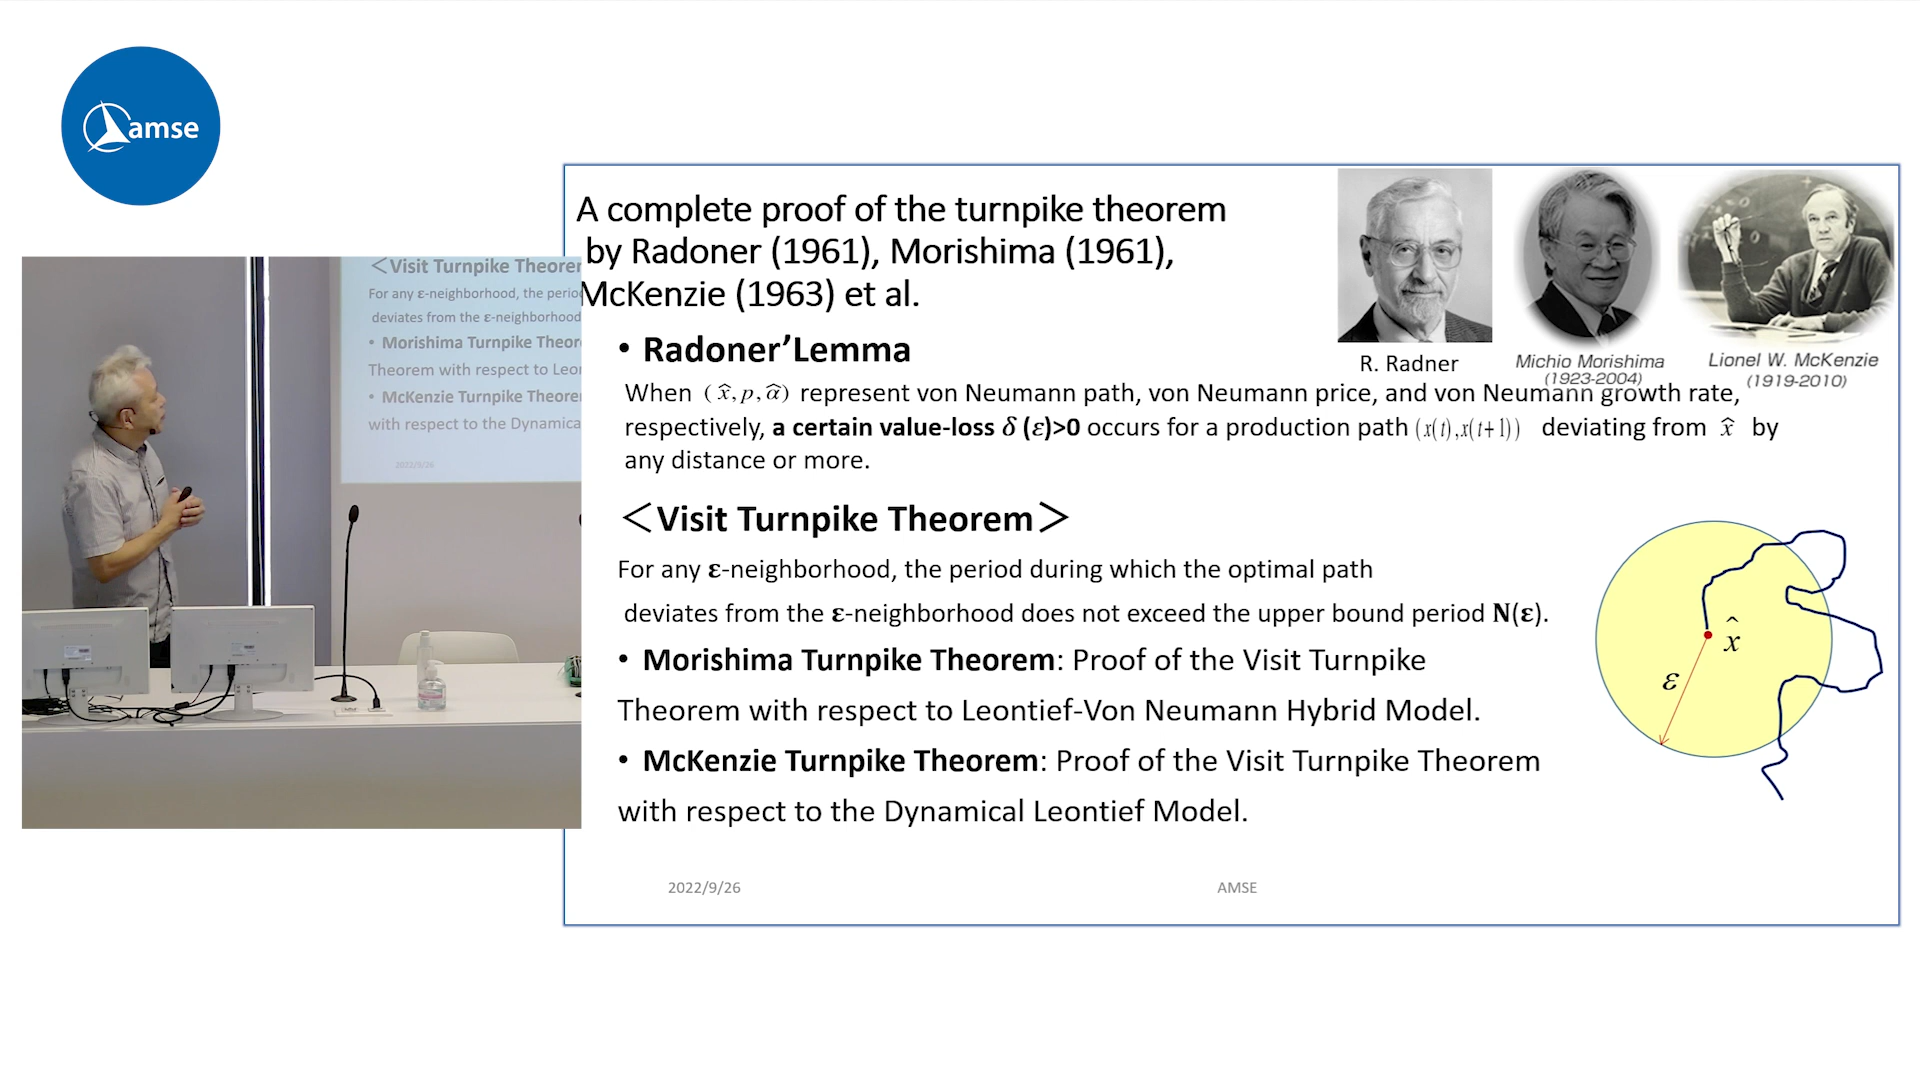 amse
A complete proof of the turnpike theorem
by Radoner (1961), Morishima (1961),
McKenzie (1963) et al.
R. Radner
Michio Morishima
(1923-2004)
Lionel W. McKenzie
(1919-2010)
• Radoner’Lemma
When (x̂, p, α̂) represent von Neumann path, von Neumann price, and von Neumann growth rate,
respectively, a certain value-loss δ (ε)>0 occurs for a production path (x(t),x(t+1)) deviating from x̂ by
any distance or more.
＜Visit Turnpike Theorem＞
For any ε-neighborhood, the period during which the optimal path
deviates from the ε-neighborhood does not exceed the upper bound period N(ε).
• Morishima Turnpike Theorem: Proof of the Visit Turnpike
Theorem with respect to Leontief-Von Neumann Hybrid Model.
• McKenzie Turnpike Theorem: Proof of the Visit Turnpike Theorem
with respect to the Dynamical Leontief Model.
x̂
ε
2022/9/26
AMSE
＜Visit Turnpike Theorem
For any ε-neighborhood, the period
deviates from the ε-neighborhood
• Morishima Turnpike Theor
Theorem with respect to Leon
• McKenzie Turnpike Theorem
with respect to the Dynamica
2022/9/26